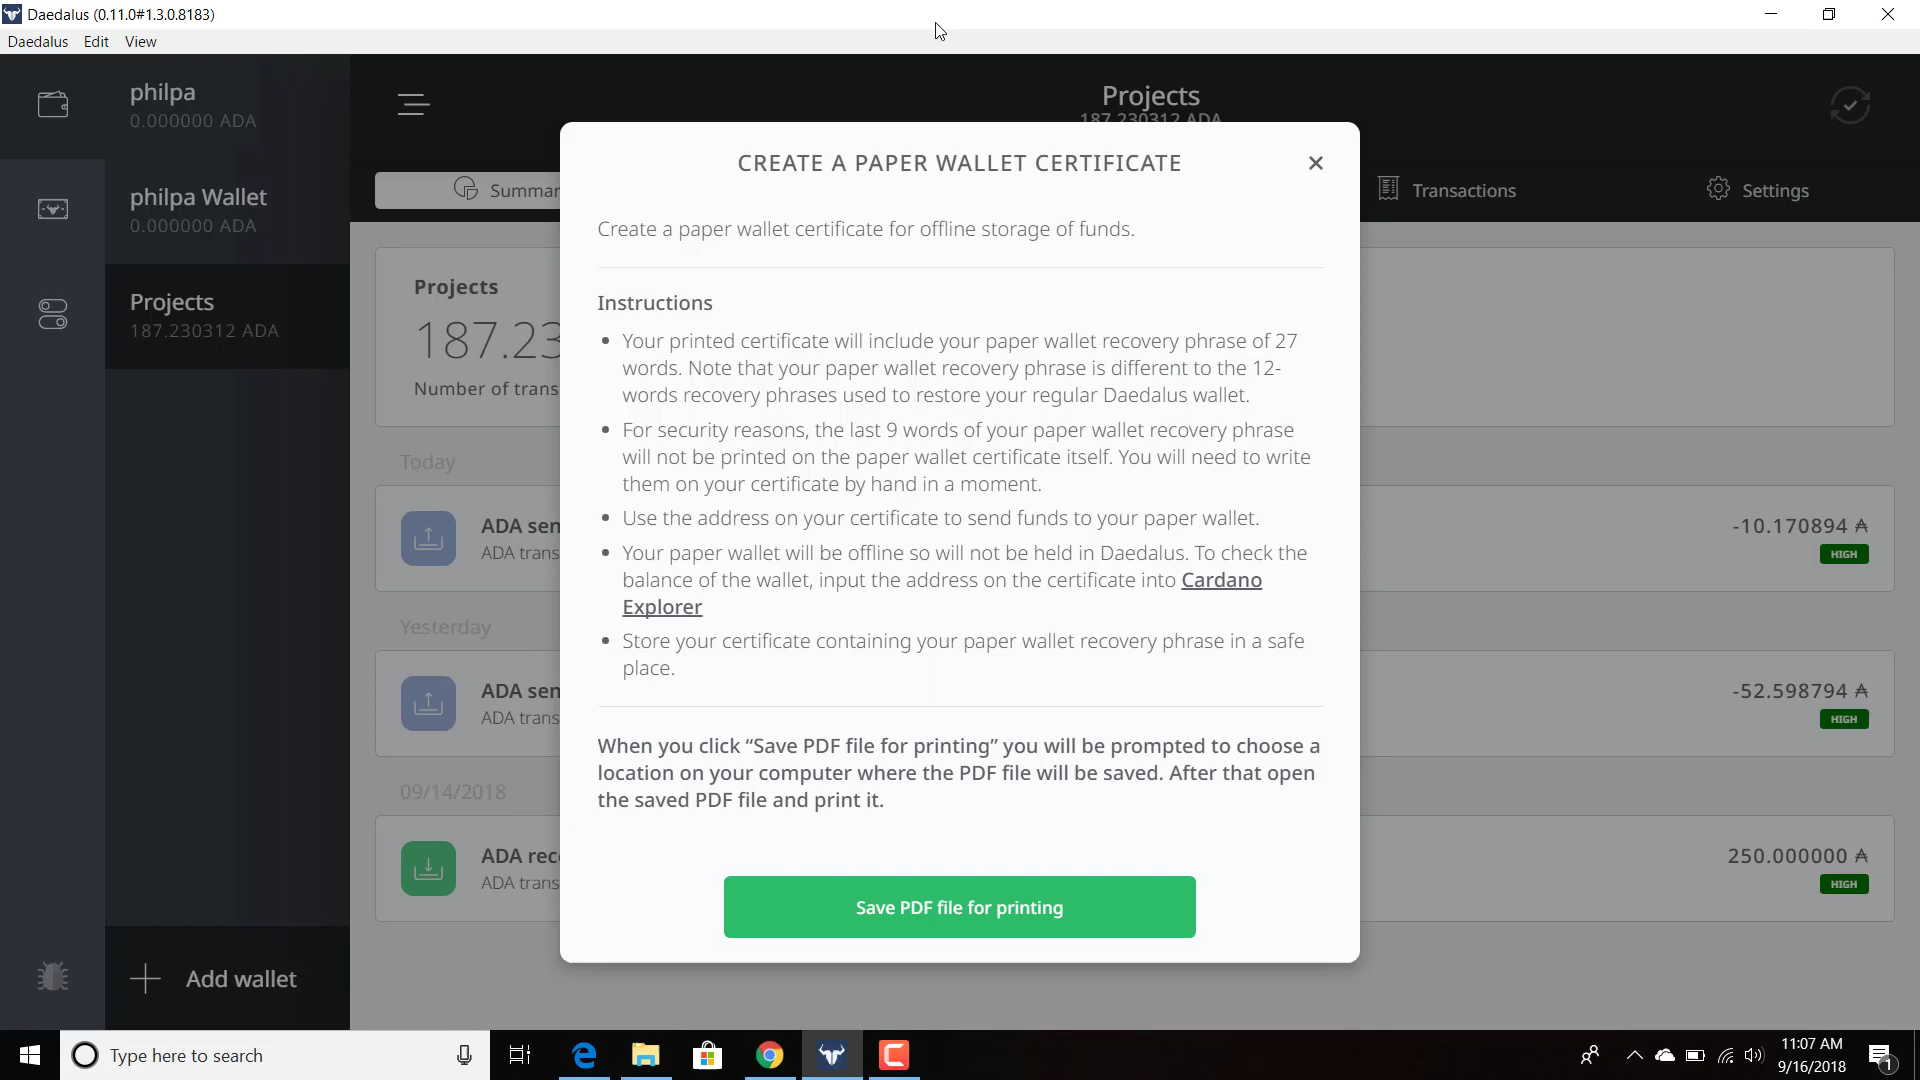 Daedalus (0.11.0#1.3.0.8183)
Daedalus Edit View
philpa
0.000000 ADA
philpa Wallet
0.000000 ADA
Projects
187.230312 ADA
Add wallet
Projects
187.230312 ADA
Summar
Transactions
Settings
Projects
187.23
Number of trans
Today
ADA sen
ADA trans
-10.170894
HIGH
Yesterday
ADA sen
ADA trans
-52.598794
HIGH
09/14/2018
ADA rec
ADA trans
250.000000
HIGH
CREATE A PAPER WALLET CERTIFICATE
Create a paper wallet certificate for offline storage of funds.
Instructions
• Your printed certificate will include your paper wallet recovery phrase of 27
words. Note that your paper wallet recovery phrase is different to the 12-
words recovery phrases used to restore your regular Daedalus wallet.
• For security reasons, the last 9 words of your paper wallet recovery phrase
will not be printed on the paper wallet certificate itself. You will need to write
them on your certificate by hand in a moment.
• Use the address on your certificate to send funds to your paper wallet.
• Your paper wallet will be offline so will not be held in Daedalus. To check the
balance of the wallet, input the address on the certificate into Cardano
Explorer
• Store your certificate containing your paper wallet recovery phrase in a safe
place.
When you click “Save PDF file for printing” you will be prompted to choose a
location on your computer where the PDF file will be saved. After that open
the saved PDF file and print it.
Save PDF file for printing
Type here to search
11:07 AM
9/16/2018
1